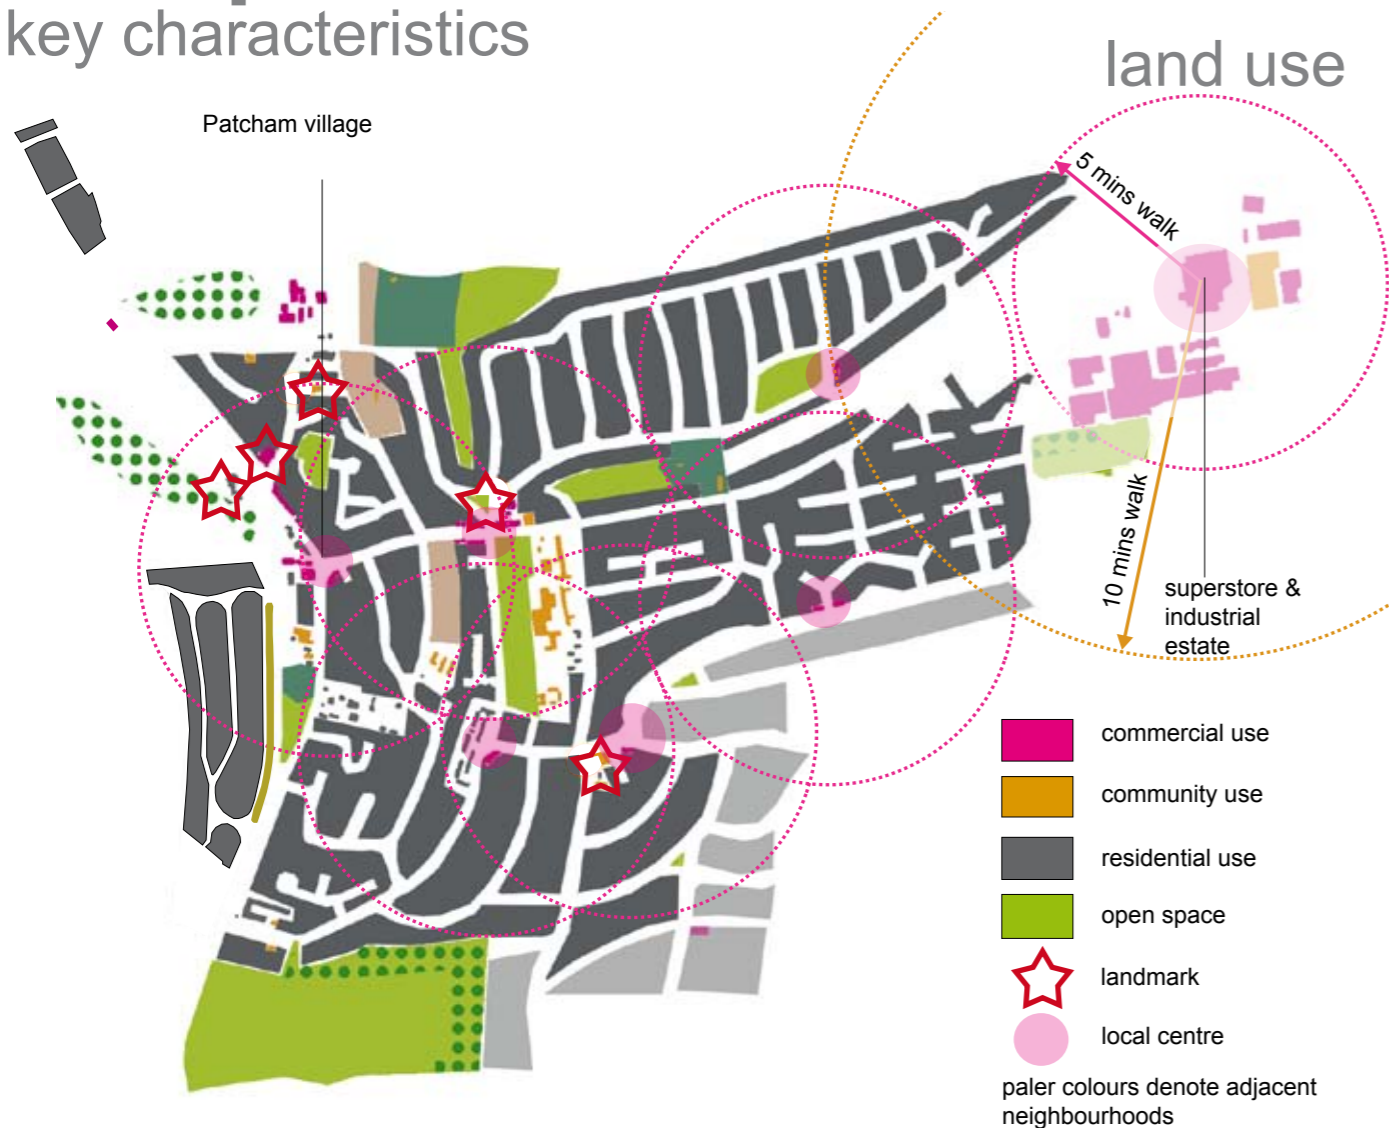 key characteristics
land use
Patcham village
5 mins walk
10 mins walk
superstore &
industrial
estate
commercial use
community use
residential use
open space
landmark
local centre
paler colours denote adjacent
neighbourhoods